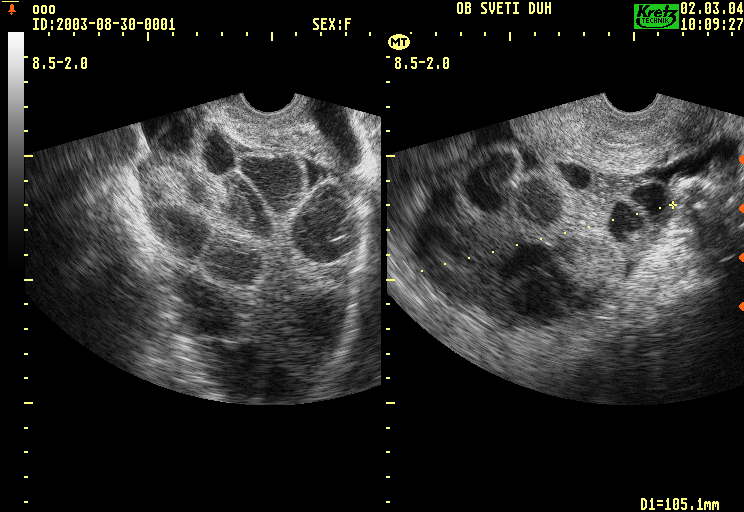 ooo
OB SVETI DUH
Kretz
TECHNIK
02.03.04
ID:2003-08-30-0001
SEX:F
10:09:27
MT
8.5-2.0
8.5-2.0
D1=105.1mm